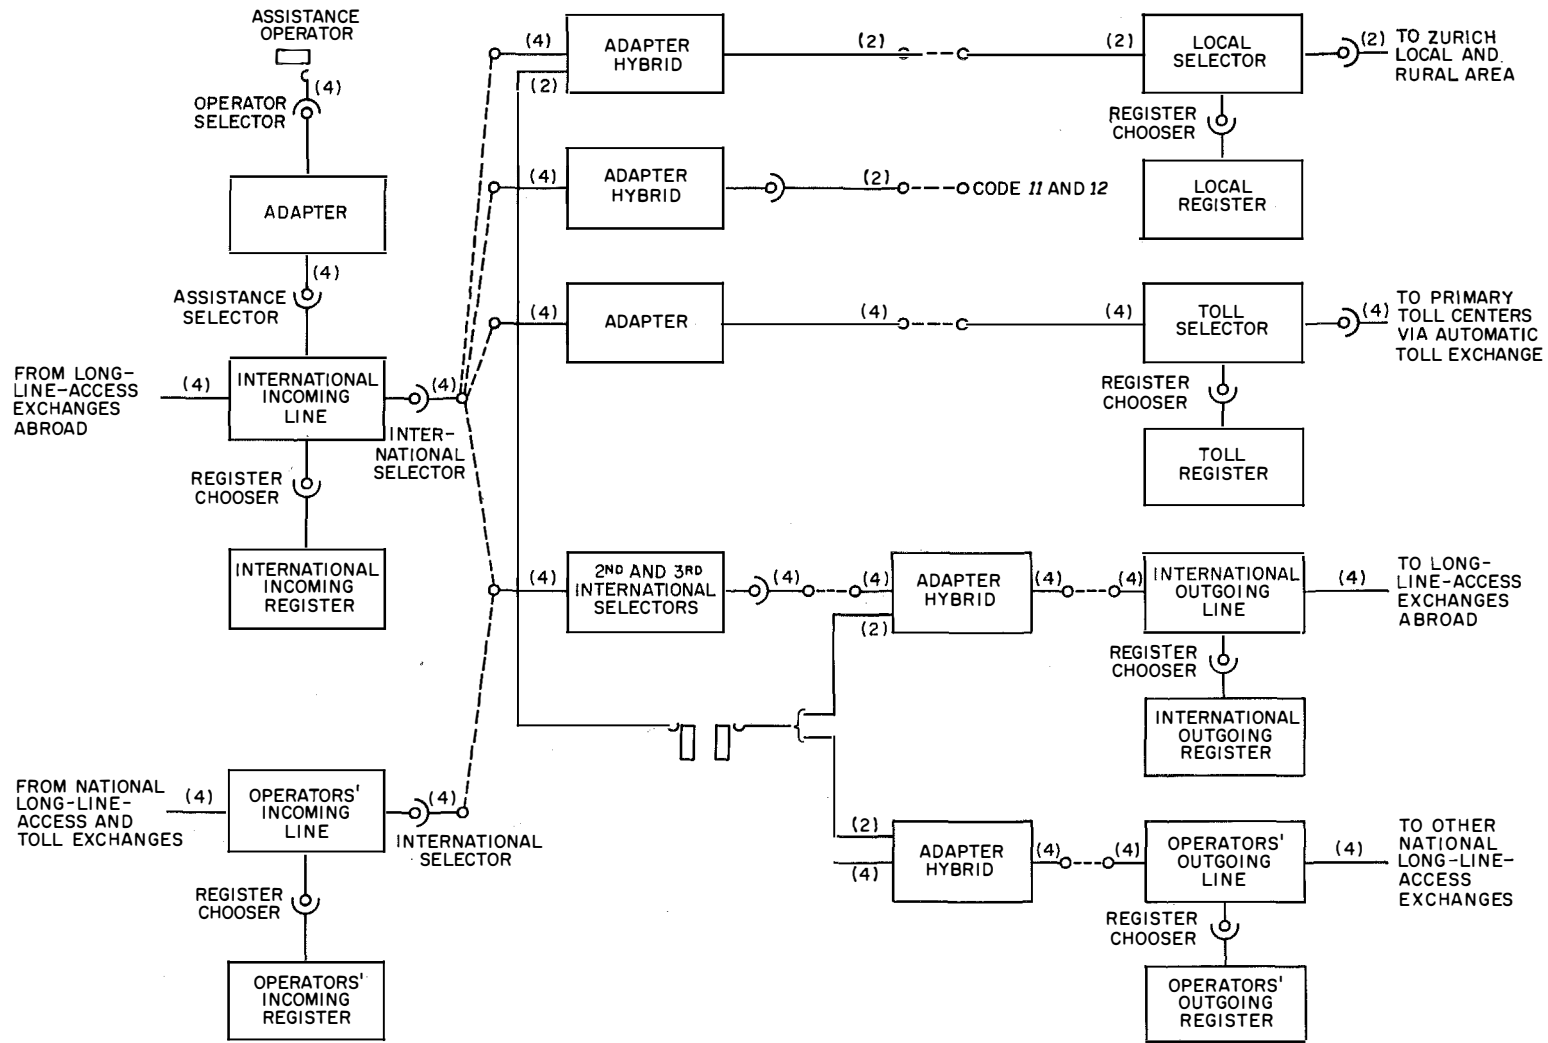 ASSISTANCE
OPERATOR
(4)
OPERATOR
SELECTOR
ADAPTER
(4)
ASSISTANCE
SELECTOR
FROM LONG-
LINE-ACCESS
EXCHANGES
ABROAD
(4)
INTERNATIONAL
INCOMING
LINE
(4)
INTER-
NATIONAL
SELECTOR
REGISTER
CHOOSER
INTERNATIONAL
INCOMING
REGISTER
(4)
(2)
ADAPTER
HYBRID
(2)
(2)
LOCAL
SELECTOR
(2)
TO ZURICH
LOCAL AND
RURAL AREA
REGISTER
CHOOSER
LOCAL
REGISTER
(4)
ADAPTER
HYBRID
(2)
CODE 11 AND 12
(4)
ADAPTER
(4)
(4)
TOLL
SELECTOR
(4)
TO PRIMARY
TOLL CENTERS
VIA AUTOMATIC
TOLL EXCHANGE
REGISTER
CHOOSER
TOLL
REGISTER
(4)
2ND AND 3RD
INTERNATIONAL
SELECTORS
(4)
(4)
(2)
ADAPTER
HYBRID
(4)
(4)
INTERNATIONAL
OUTGOING
LINE
(4)
TO LONG-
LINE-ACCESS
EXCHANGES
ABROAD
REGISTER
CHOOSER
INTERNATIONAL
OUTGOING
REGISTER
FROM NATIONAL
LONG-LINE-
ACCESS AND
TOLL EXCHANGES
(4)
OPERATORS'
INCOMING
LINE
(4)
INTERNATIONAL
SELECTOR
REGISTER
CHOOSER
OPERATORS'
INCOMING
REGISTER
(2)
(4)
ADAPTER
HYBRID
(4)
(4)
OPERATORS'
OUTGOING
LINE
(4)
TO OTHER
NATIONAL
LONG-LINE-
ACCESS
EXCHANGES
REGISTER
CHOOSER
OPERATORS'
OUTGOING
REGISTER